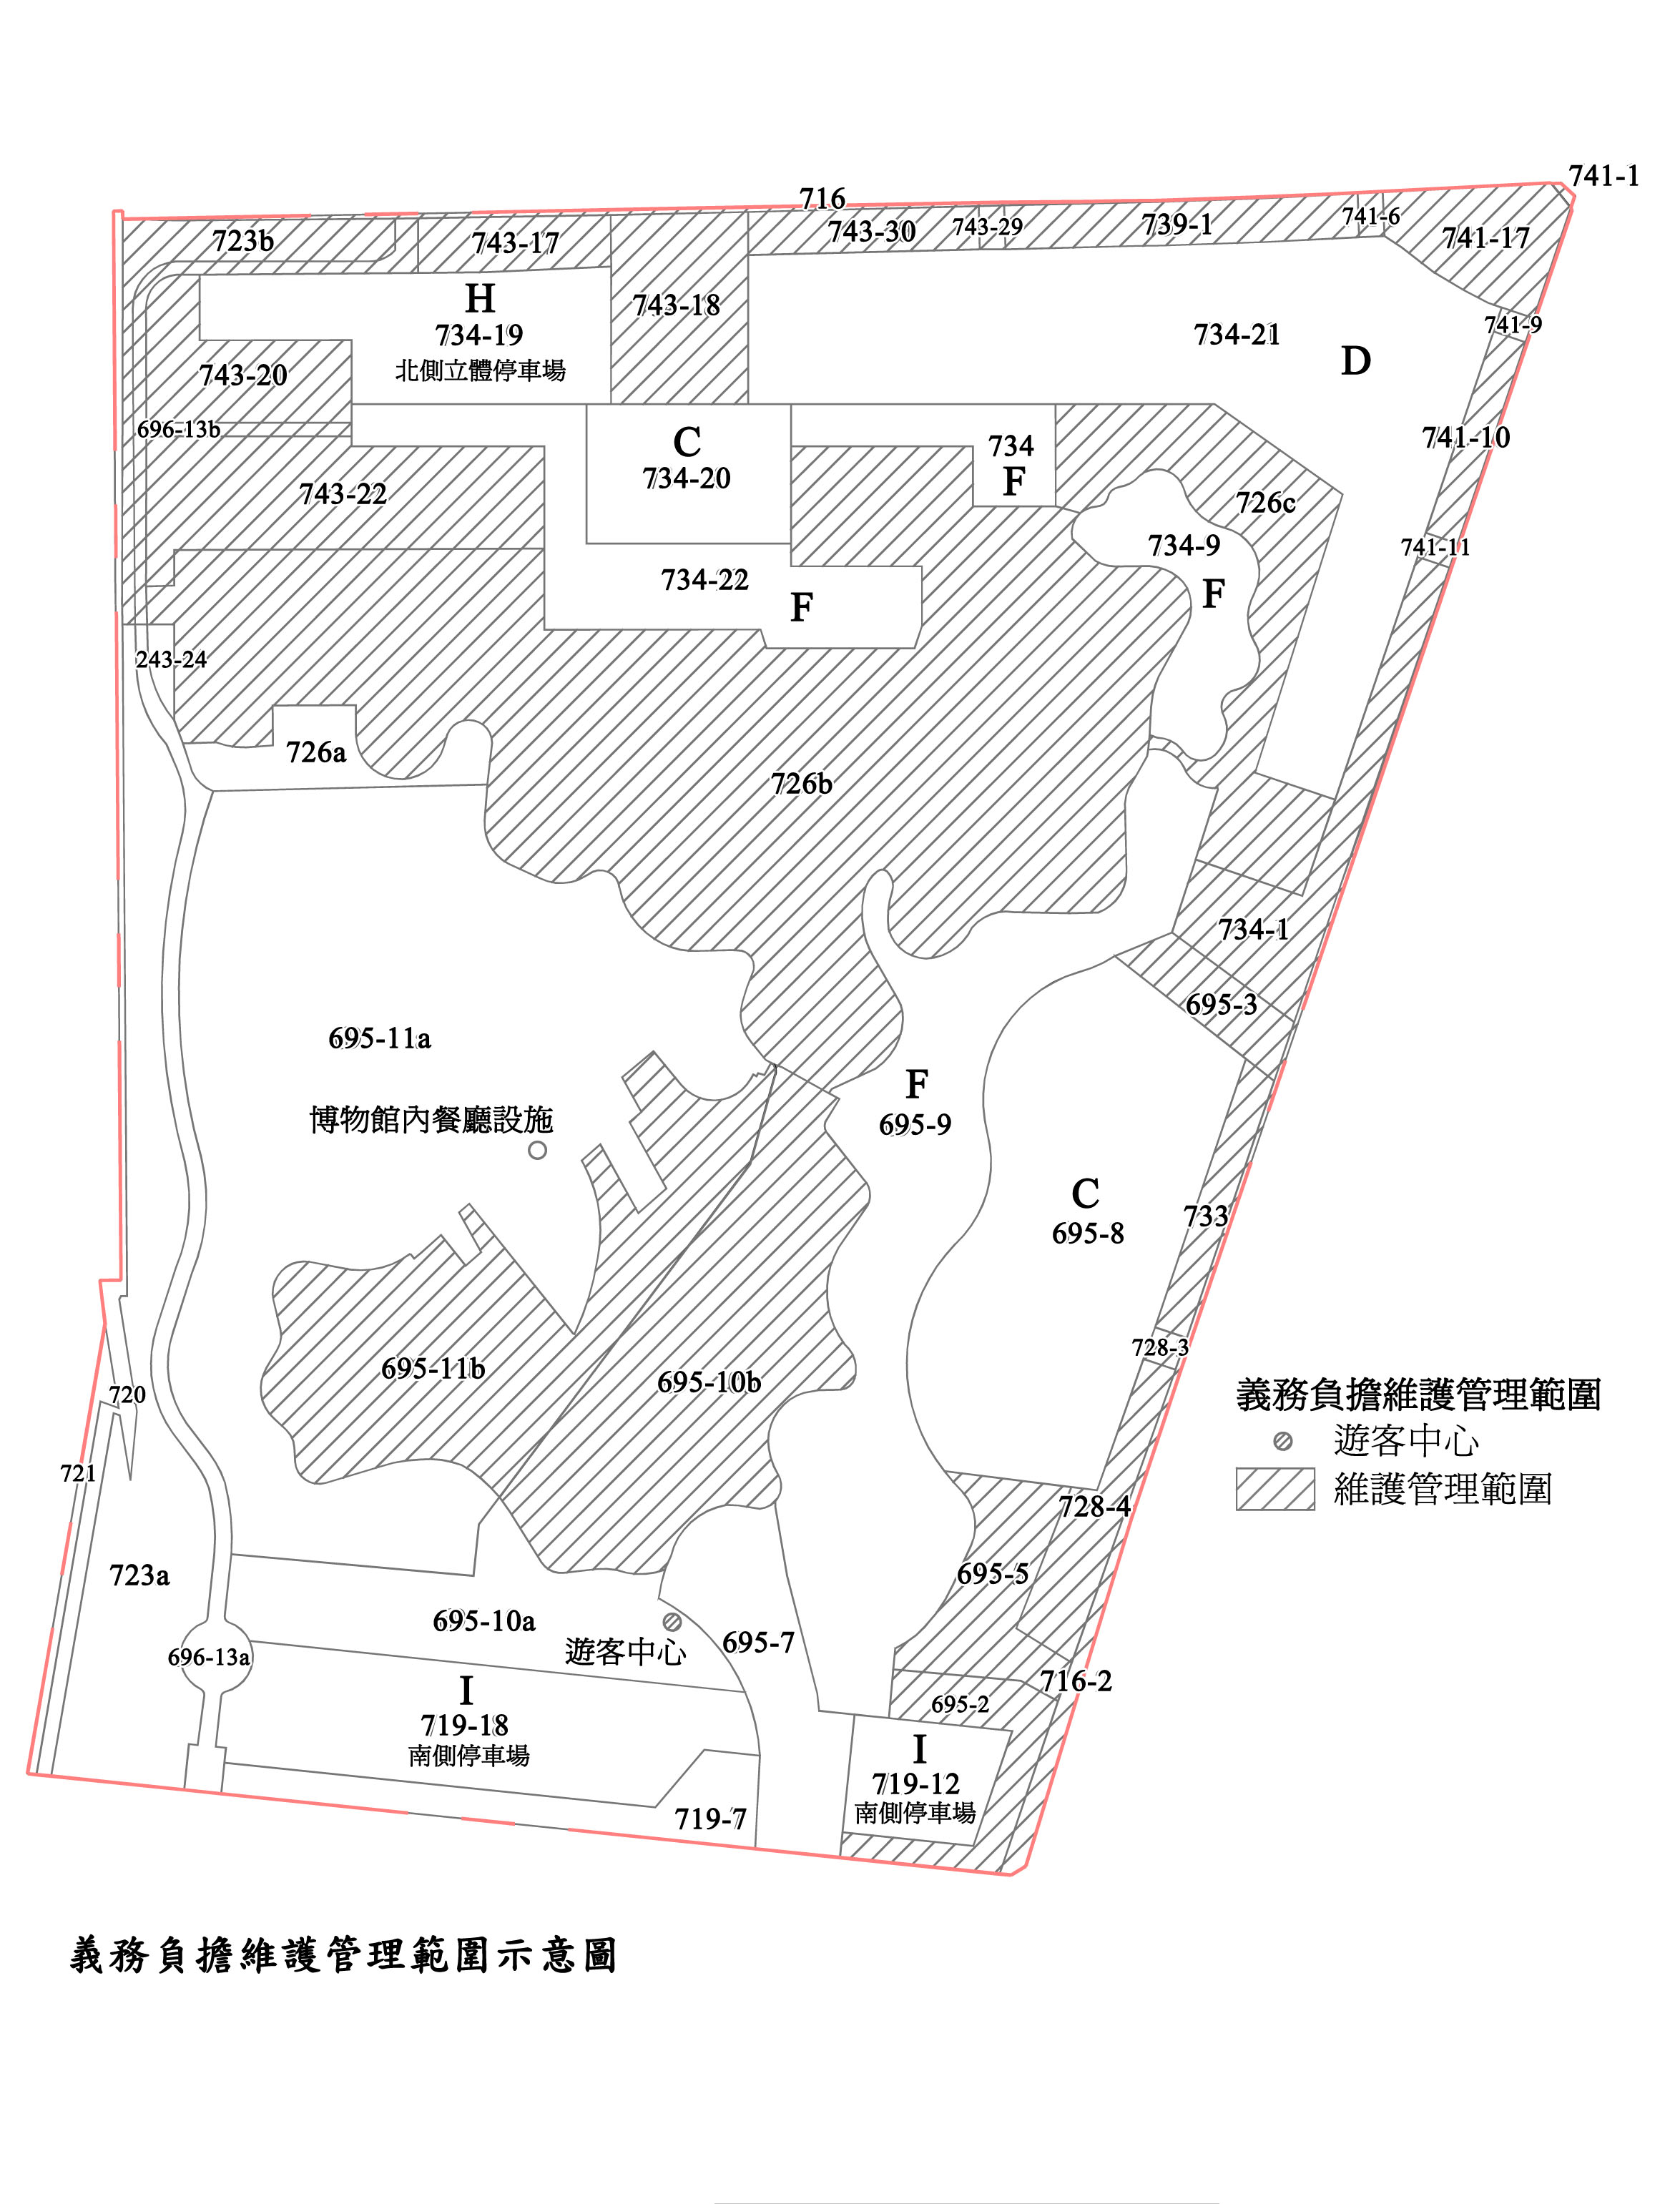 741-1
716
741-6
739-1
743-29
743-30
741-17
723b
743-17
H
743-18
734-19
北側立體停車場
734-21
741-9
D
743-20
696-13b
C
734-20
734
F
741-10
743-22
726c
734-9
741-11
734-22
F
F
243-24
726a
726b
734-1
695-3
695-11a
F
695-9
博物館內餐廳設施
C
695-8
733
728-3
695-11b
695-10b
720
義務負擔維護管理範圍
遊客中心
維護管理範圍
721
728-4
723a
695-5
695-10a
遊客中心
695-7
696-13a
716-2
I
719-18
南側停車場
695-2
I
719-12
南側停車場
719-7
義務負擔維護管理範圍示意圖